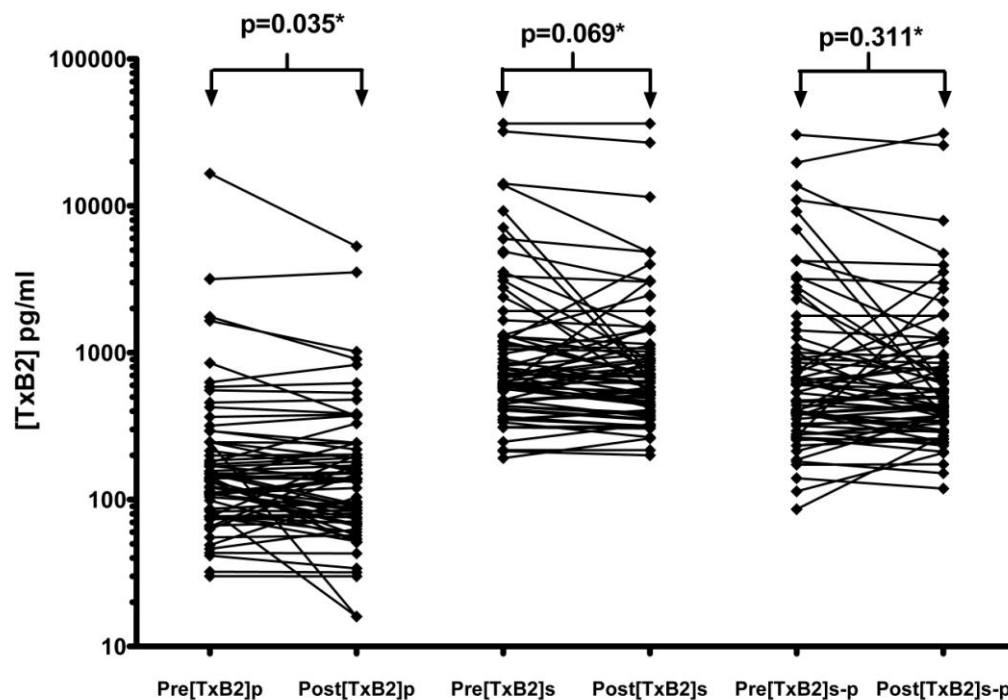 p=0.035*
p=0.069*
p=0.311*
100000
10000
1000
100
10
[TxB2] pg/ml
Pre[TxB2]p Post[TxB2]p Pre[TxB2]s Post[TxB2]s Pre[TxB2]s-p Post[TxB2]s-p